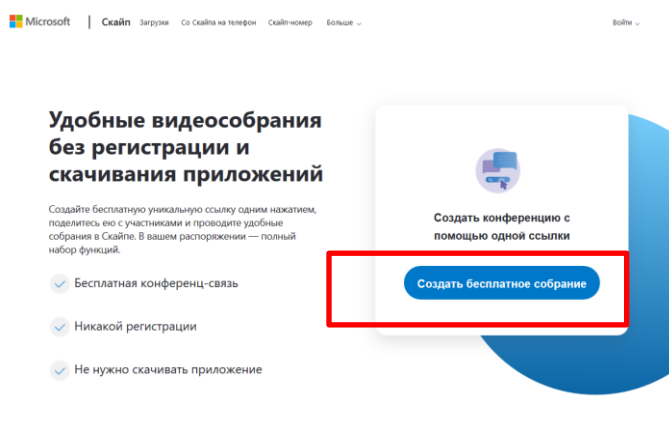 Microsoft | Скайп Загрузки Со Скайпа на телефон Скайп-номер Больше Войти
Удобные видеособрания
без регистрации и
скачивания приложений
Создайте бесплатную уникальную ссылку одним нажатием,
поделитесь ею с участниками и проводите удобные
собрания в Скайпе. В вашем распоряжении — полный
набор функций.
Бесплатная конференц-связь
Никакой регистрации
Не нужно скачивать приложение
Создать конференцию с
помощью одной ссылки
Создать бесплатное собрание